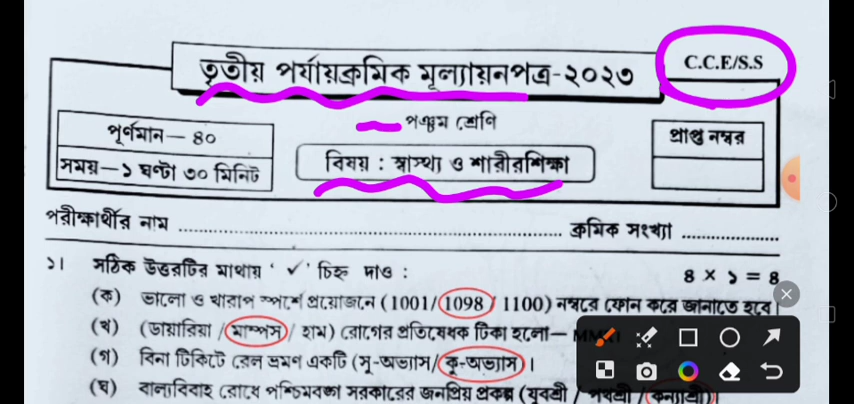 C.C.E/S.S
তৃতীয় পর্যায়ক্রমিক মূল্যায়নপত্র-২০২৩
পঞ্চম শ্রেণি
পূর্ণমান— ৪০
প্রাপ্ত নম্বর
সময়—১ ঘণ্টা ৩০ মিনিট
বিষয় : স্বাস্থ্য ও শারীরশিক্ষা
পরীক্ষার্থীর নাম ............ ক্রমিক সংখ্যা ............
১। সঠিক উত্তরটির মাথায় ' ✓ ' চিহ্ন দাও : ৪ × ১ = ৪
(ক) ভালো ও খারাপ স্পর্শে প্রয়োজনে (1001/ 1098 / 1100) নম্বরে ফোন করে জানাতে হবে।
(খ) (ডায়ারিয়া / মাম্পস / হাম) রোগের প্রতিষেধক টিকা হলো—
(গ) বিনা টিকিটে রেল ভ্রমণ একটি (সু-অভ্যাস/ কু-অভ্যাস) ।
(ঘ) বাল্যবিবাহ রোধে পশ্চিমবঙ্গ সরকারের জনপ্রিয় প্রকল্প (যুবশ্রী / পথশ্রী / কন্যাশ্রী)।